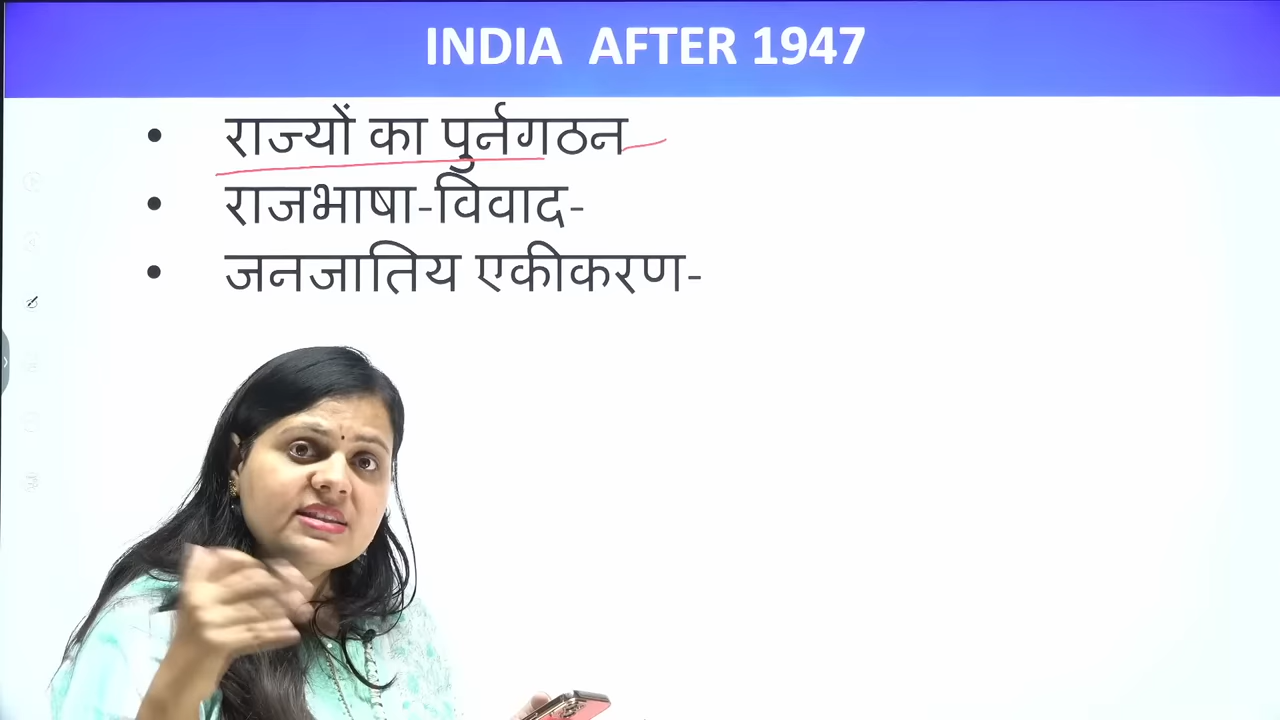 INDIA AFTER 1947
• राज्यों का पुर्नगठन
• राजभाषा-विवाद-
• जनजातिय एकीकरण-